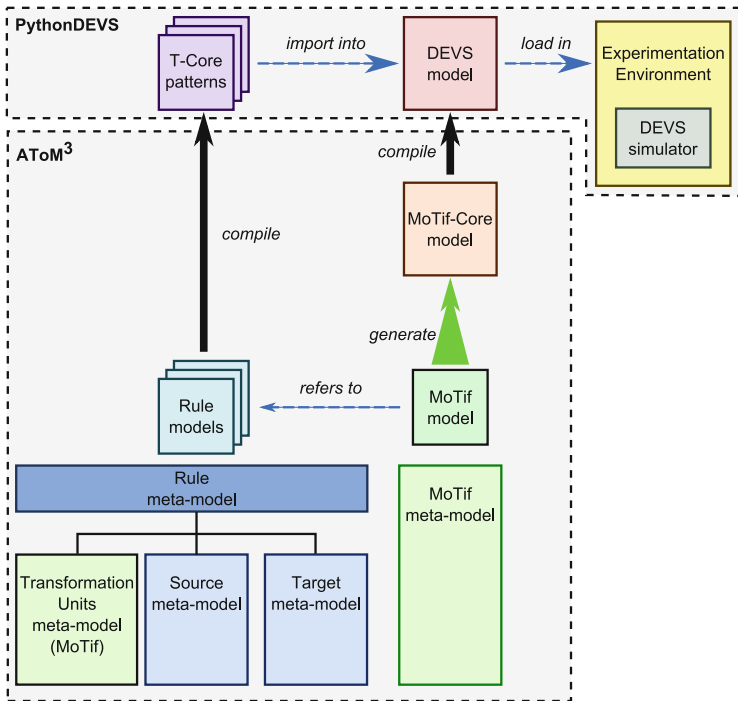 PythonDEVS
T-Core
patterns
import into
DEVS
model
load in
Experimentation
Environment
DEVS
simulator
AToM³
compile
compile
MoTif-Core
model
generate
Rule
models
refers to
MoTif
model
Rule
meta-model
MoTif
meta-model
Transformation
Units
meta-model
(MoTif)
Source
meta-model
Target
meta-model